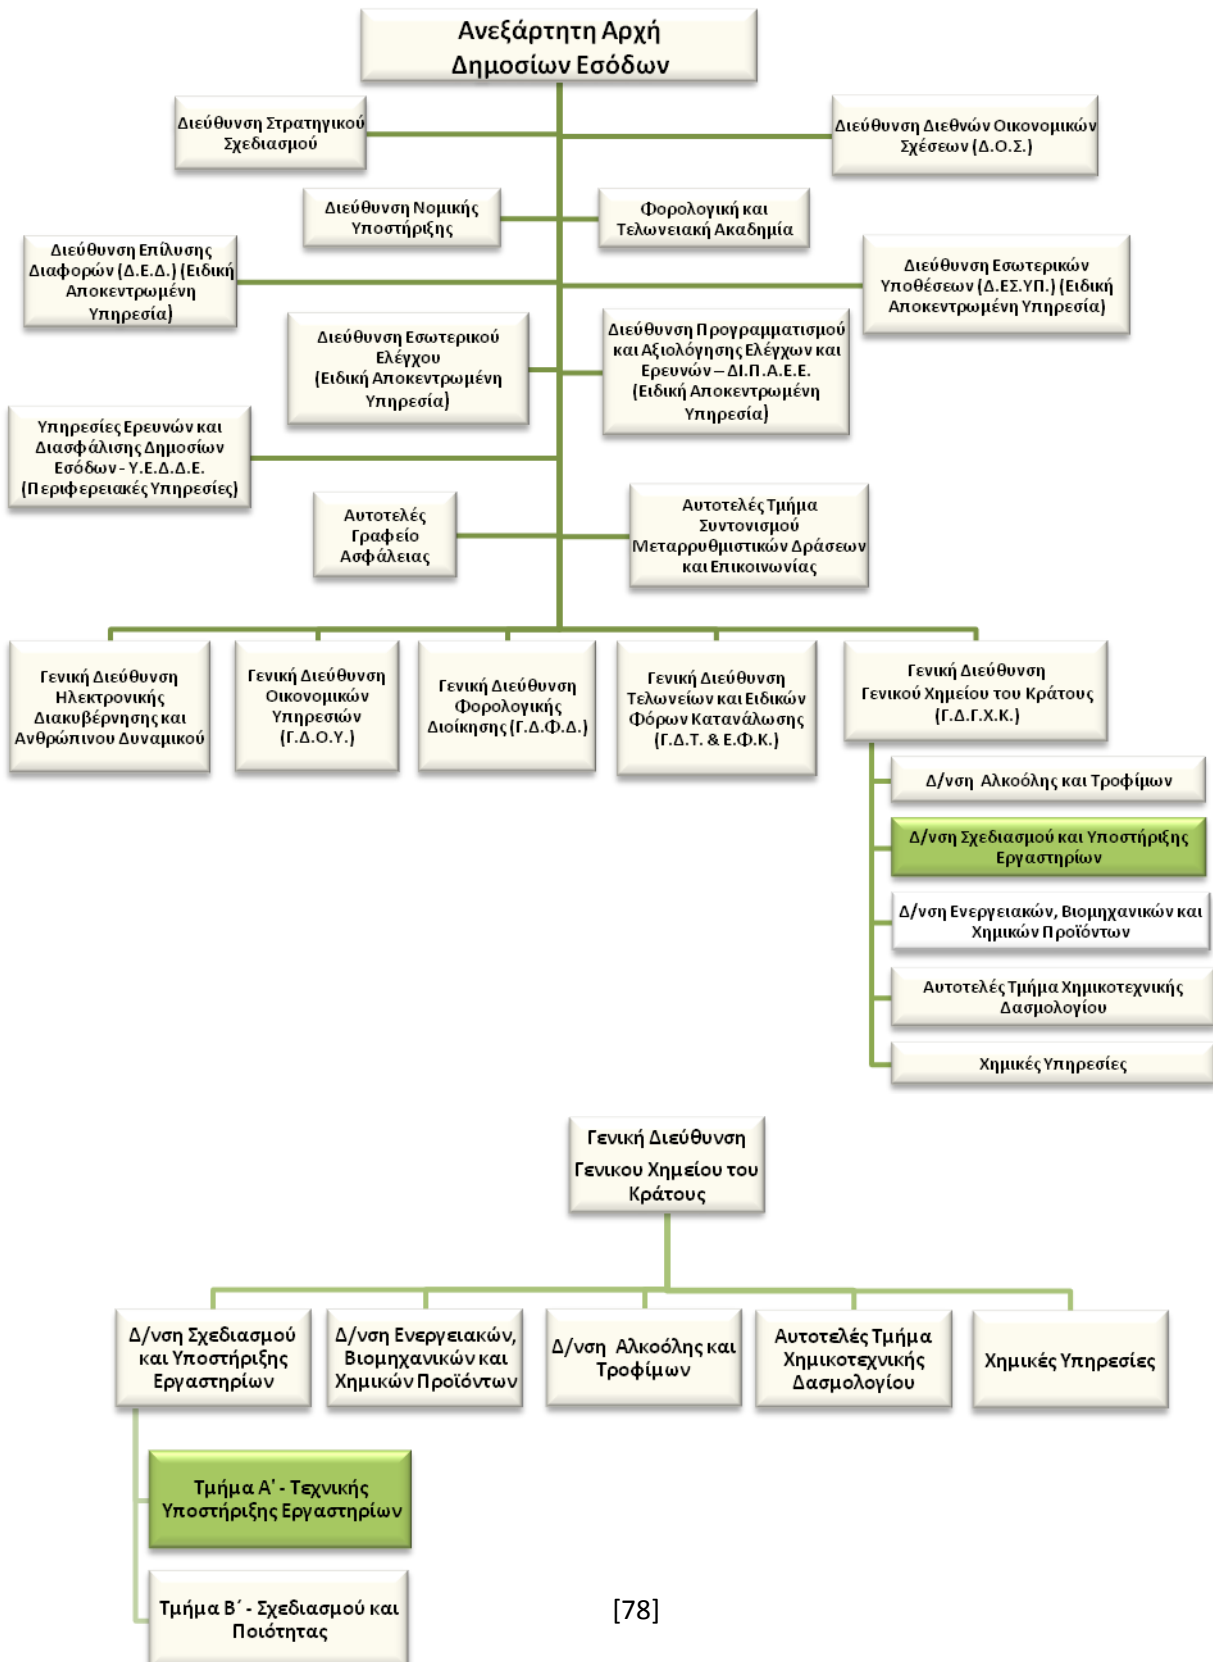 Ανεξάρτητη Αρχή
Δημοσίων Εσόδων
Διεύθυνση Στρατηγικού
Σχεδιασμού
Διεύθυνση Διεθνών Οικονομικών
Σχέσεων (Δ.Ο.Σ.)
Διεύθυνση Νομικής
Υποστήριξης
Φορολογική και
Τελωνειακή Ακαδημία
Διεύθυνση Επίλυσης
Διαφορών (Δ.Ε.Δ.) (Ειδική
Αποκεντρωμένη
Υπηρεσία)
Διεύθυνση Εσωτερικών
Υποθέσεων (Δ.ΕΣ.ΥΠ.) (Ειδική
Αποκεντρωμένη Υπηρεσία)
Διεύθυνση Εσωτερικού
Ελέγχου
(Ειδική Αποκεντρωμένη
Υπηρεσία)
Διεύθυνση Προγραμματισμού
και Αξιολόγησης Ελέγχων και
Ερευνών – ΔΙ.Π.Α.Ε.Ε.
(Ειδική Αποκεντρωμένη
Υπηρεσία)
Υπηρεσίες Ερευνών και
Διασφάλισης Δημοσίων
Εσόδων - Υ.Ε.Δ.Δ.Ε.
(Περιφερειακές Υπηρεσίες)
Αυτοτελές
Γραφείο
Ασφάλειας
Αυτοτελές Τμήμα
Συντονισμού
Μεταρρυθμιστικών Δράσεων
και Επικοινωνίας
Γενική Διεύθυνση
Ηλεκτρονικής
Διακυβέρνησης και
Ανθρώπινου Δυναμικού
Γενική Διεύθυνση
Οικονομικών
Υπηρεσιών
(Γ.Δ.Ο.Υ.)
Γενική Διεύθυνση
Φορολογικής
Διοίκησης (Γ.Δ.Φ.Δ.)
Γενική Διεύθυνση
Τελωνείων και Ειδικών
Φόρων Κατανάλωσης
(Γ.Δ.Τ. & Ε.Φ.Κ.)
Γενική Διεύθυνση
Γενικού Χημείου του Κράτους
(Γ.Δ.Γ.Χ.Κ.)
Δ/νση Αλκοόλης και Τροφίμων
Δ/νση Σχεδιασμού και Υποστήριξης
Εργαστηρίων
Δ/νση Ενεργειακών, Βιομηχανικών και
Χημικών Προϊόντων
Αυτοτελές Τμήμα Χημικοτεχνικής
Δασμολογίου
Χημικές Υπηρεσίες
Γενική Διεύθυνση
Γενικου Χημείου του
Κράτους
Δ/νση Σχεδιασμού
και Υποστήριξης
Εργαστηρίων
Δ/νση Ενεργειακών,
Βιομηχανικών και
Χημικών Προϊόντων
Δ/νση Αλκοόλης και
Τροφίμων
Αυτοτελές Τμήμα
Χημικοτεχνικής
Δασμολογίου
Χημικές Υπηρεσίες
Τμήμα Α' - Τεχνικής
Υποστήριξης Εργαστηρίων
Τμήμα Β΄ - Σχεδιασμού και
Ποιότητας
[78]